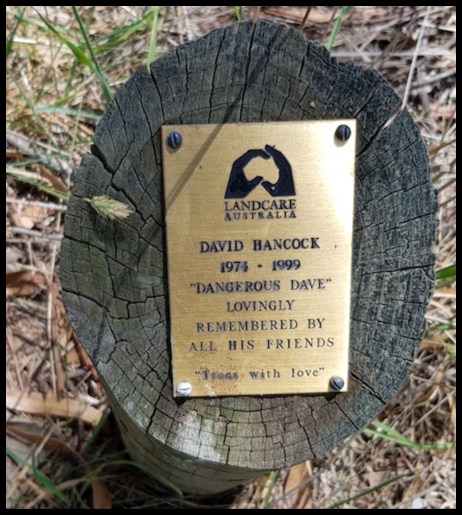 LANDCARE
AUSTRALIA
DAVID HANCOCK
1974 - 1999
"DANGEROUS DAVE"
LOVINGLY
REMEMBERED BY
ALL HIS FRIENDS
"Trees with love"